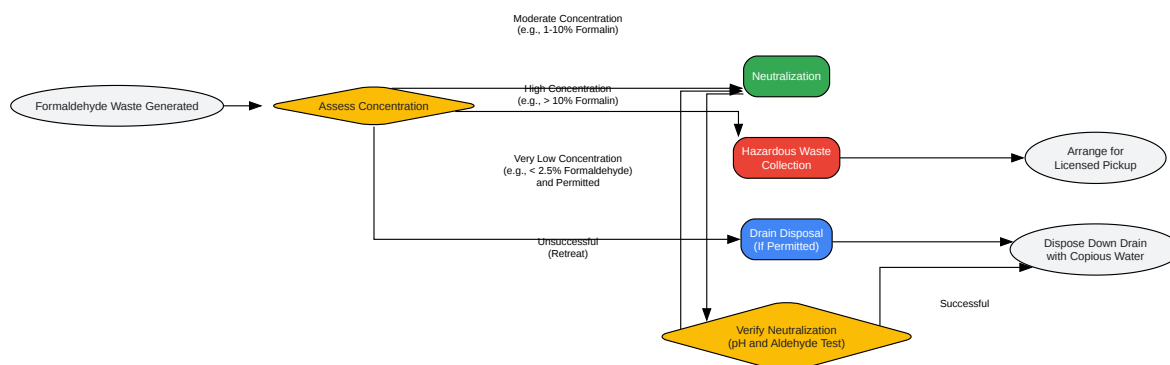 Moderate Concentration
(e.g., 1-10% Formalin)
Neutralization
High Concentration
(e.g., > 10% Formalin)
Formaldehyde Waste Generated
Assess Concentration
Hazardous Waste
Collection
Arrange for
Licensed Pickup
Very Low Concentration
(e.g., < 2.5% Formaldehyde)
and Permitted
Drain Disposal
(If Permitted)
Unsuccessful
(Retreat)
Dispose Down Drain
with Copious Water
Successful
Verify Neutralization
(pH and Aldehyde Test)